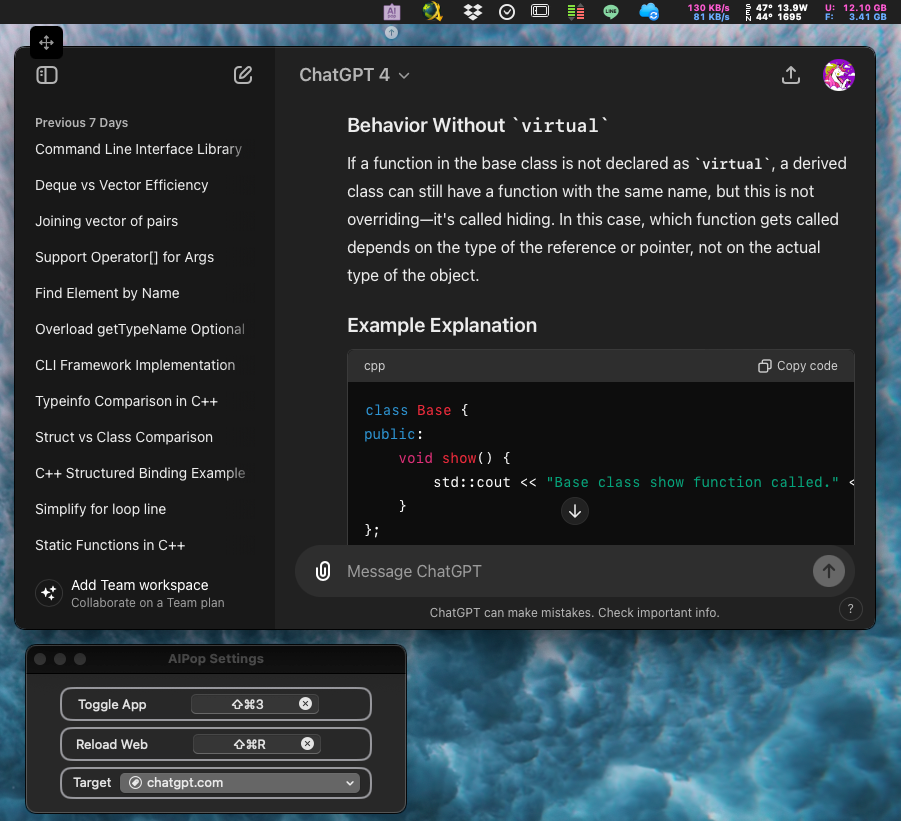 AI
LINE
130 KB/s
81 KB/s
SEN
47° 13.9W
44° 1695
U: 12.10 GB
F: 3.41 GB
ChatGPT 4
Previous 7 Days
Command Line Interface Library
Deque vs Vector Efficiency
Joining vector of pairs
Support Operator[] for Args
Find Element by Name
Overload getTypeName Optional
CLI Framework Implementation
Typeinfo Comparison in C++
Struct vs Class Comparison
C++ Structured Binding Example
Simplify for loop line
Static Functions in C++
Add Team workspace
Collaborate on a Team plan
Behavior Without `virtual`
If a function in the base class is not declared as `virtual`, a derived
class can still have a function with the same name, but this is not
overriding—it's called hiding. In this case, which function gets called
depends on the type of the reference or pointer, not on the actual
type of the object.
Example Explanation
cpp
Copy code
class Base {
public:
    void show() {
        std::cout << "Base class show function called." <
    }
};
Message ChatGPT
ChatGPT can make mistakes. Check important info.
?
AIPop Settings
Toggle App ⇧⌘3
Reload Web ⇧⌘R
Target chatgpt.com